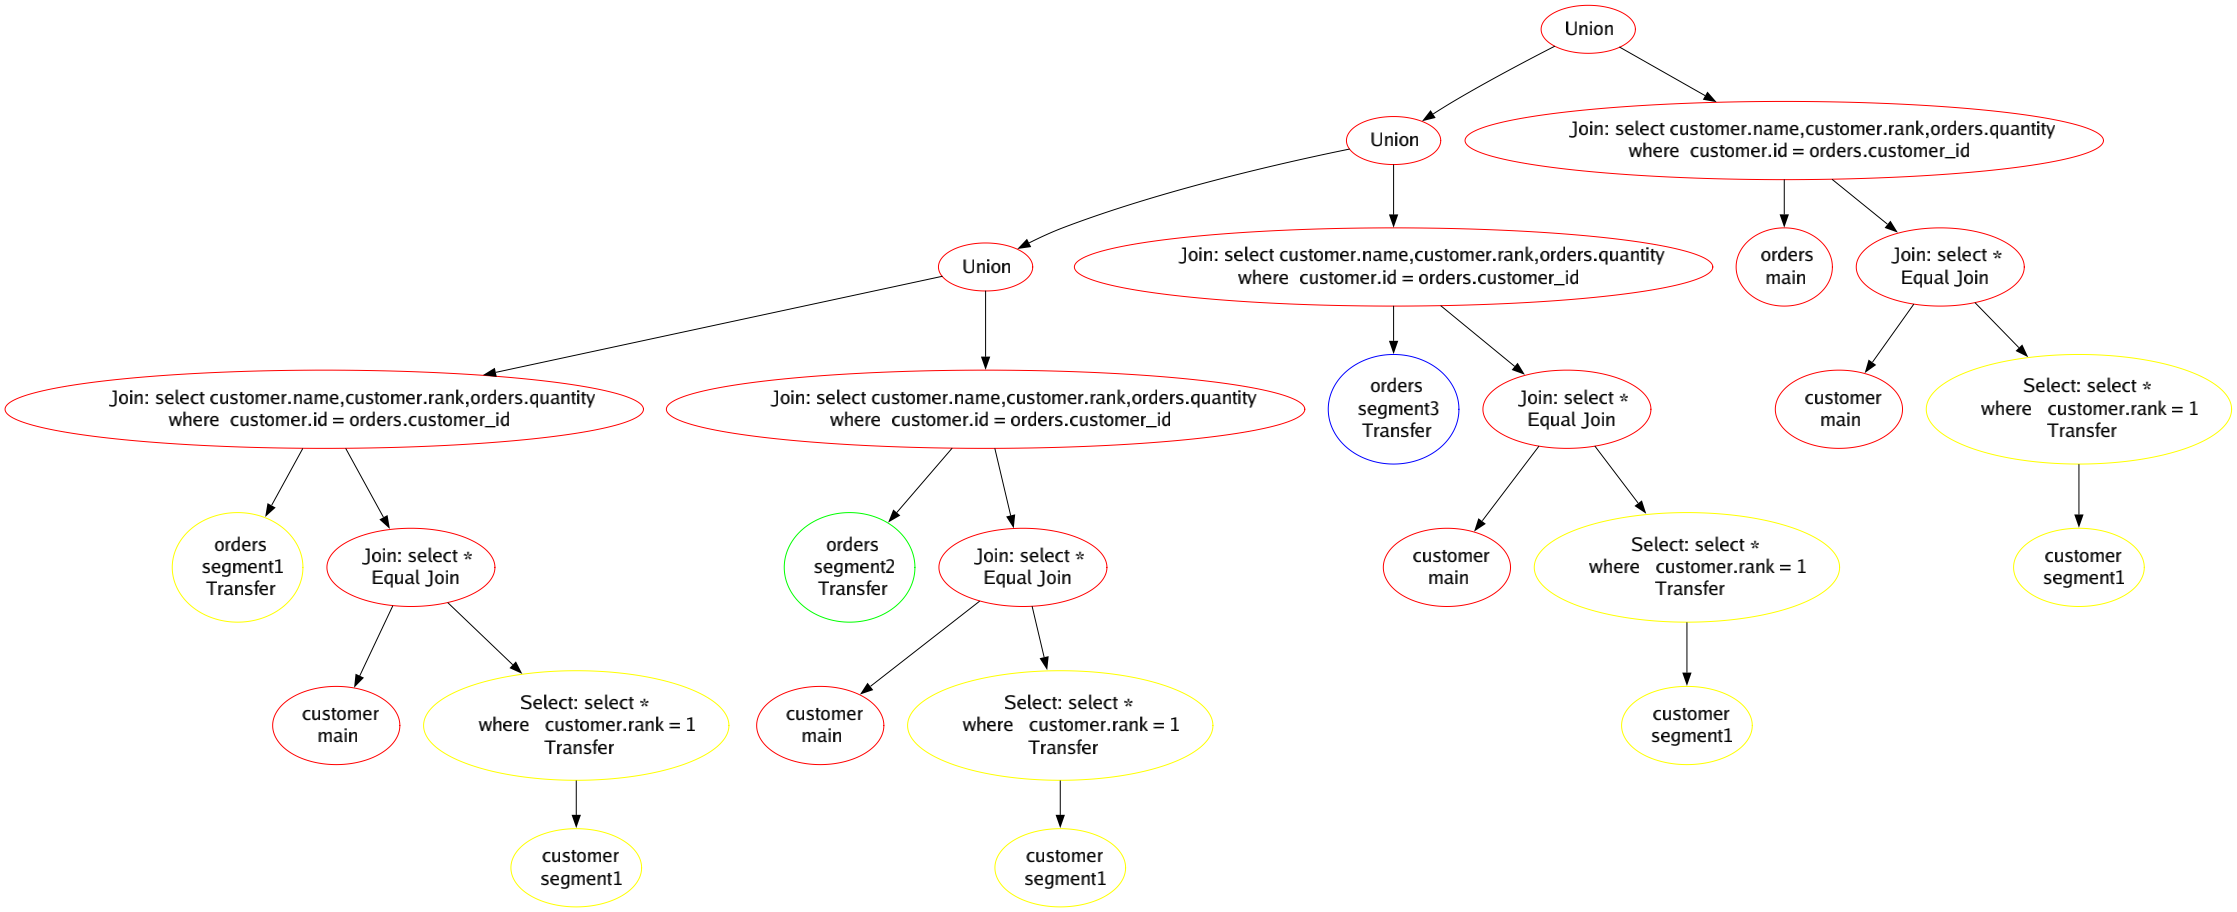 Union
Union
Join: select customer.name,customer.rank,orders.quantity
where customer.id = orders.customer_id
Union
Join: select customer.name,customer.rank,orders.quantity
where customer.id = orders.customer_id
orders
main
Join: select *
Equal Join
Join: select customer.name,customer.rank,orders.quantity
where customer.id = orders.customer_id
Join: select customer.name,customer.rank,orders.quantity
where customer.id = orders.customer_id
orders
segment3
Transfer
Join: select *
Equal Join
customer
main
Select: select *
where customer.rank = 1
Transfer
orders
segment1
Transfer
Join: select *
Equal Join
orders
segment2
Transfer
Join: select *
Equal Join
customer
main
Select: select *
where customer.rank = 1
Transfer
customer
segment1
customer
main
Select: select *
where customer.rank = 1
Transfer
customer
main
Select: select *
where customer.rank = 1
Transfer
customer
segment1
customer
segment1
customer
segment1